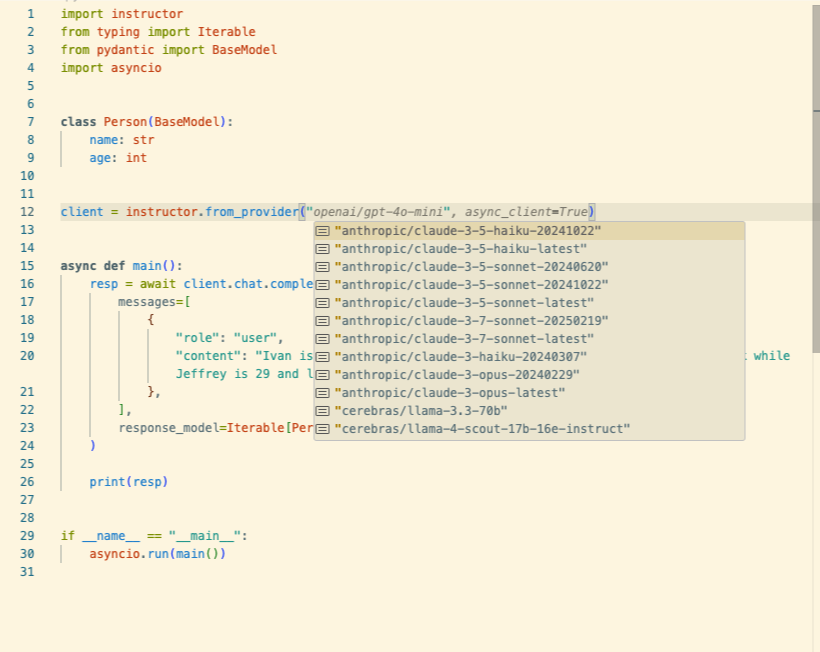 1 import instructor
2 from typing import Iterable
3 from pydantic import BaseModel
4 import asyncio
5
6
7 class Person(BaseModel):
8     name: str
9     age: int
10
11
12 client = instructor.from_provider("openai/gpt-4o-mini", async_client=True)
13 "anthropic/claude-3-5-haiku-20241022"
14 "anthropic/claude-3-5-haiku-latest"
15 async def main(): "anthropic/claude-3-5-sonnet-20240620"
16     resp = await client.chat.comple "anthropic/claude-3-5-sonnet-20241022"
17         messages=[ "anthropic/claude-3-5-sonnet-latest"
18             { "anthropic/claude-3-7-sonnet-20250219"
19                 "role": "user", "anthropic/claude-3-7-sonnet-latest"
20                 "content": "Ivan is "anthropic/claude-3-haiku-20240307" while
                Jeffrey is 29 and l "anthropic/claude-3-opus-20240229"
21             }, "anthropic/claude-3-opus-latest"
22         ], "cerebras/llama-3.3-70b"
23         response_model=Iterable[Per "cerebras/llama-4-scout-17b-16e-instruct"
24     )
25
26     print(resp)
27
28
29 if __name__ == "__main__":
30     asyncio.run(main())
31